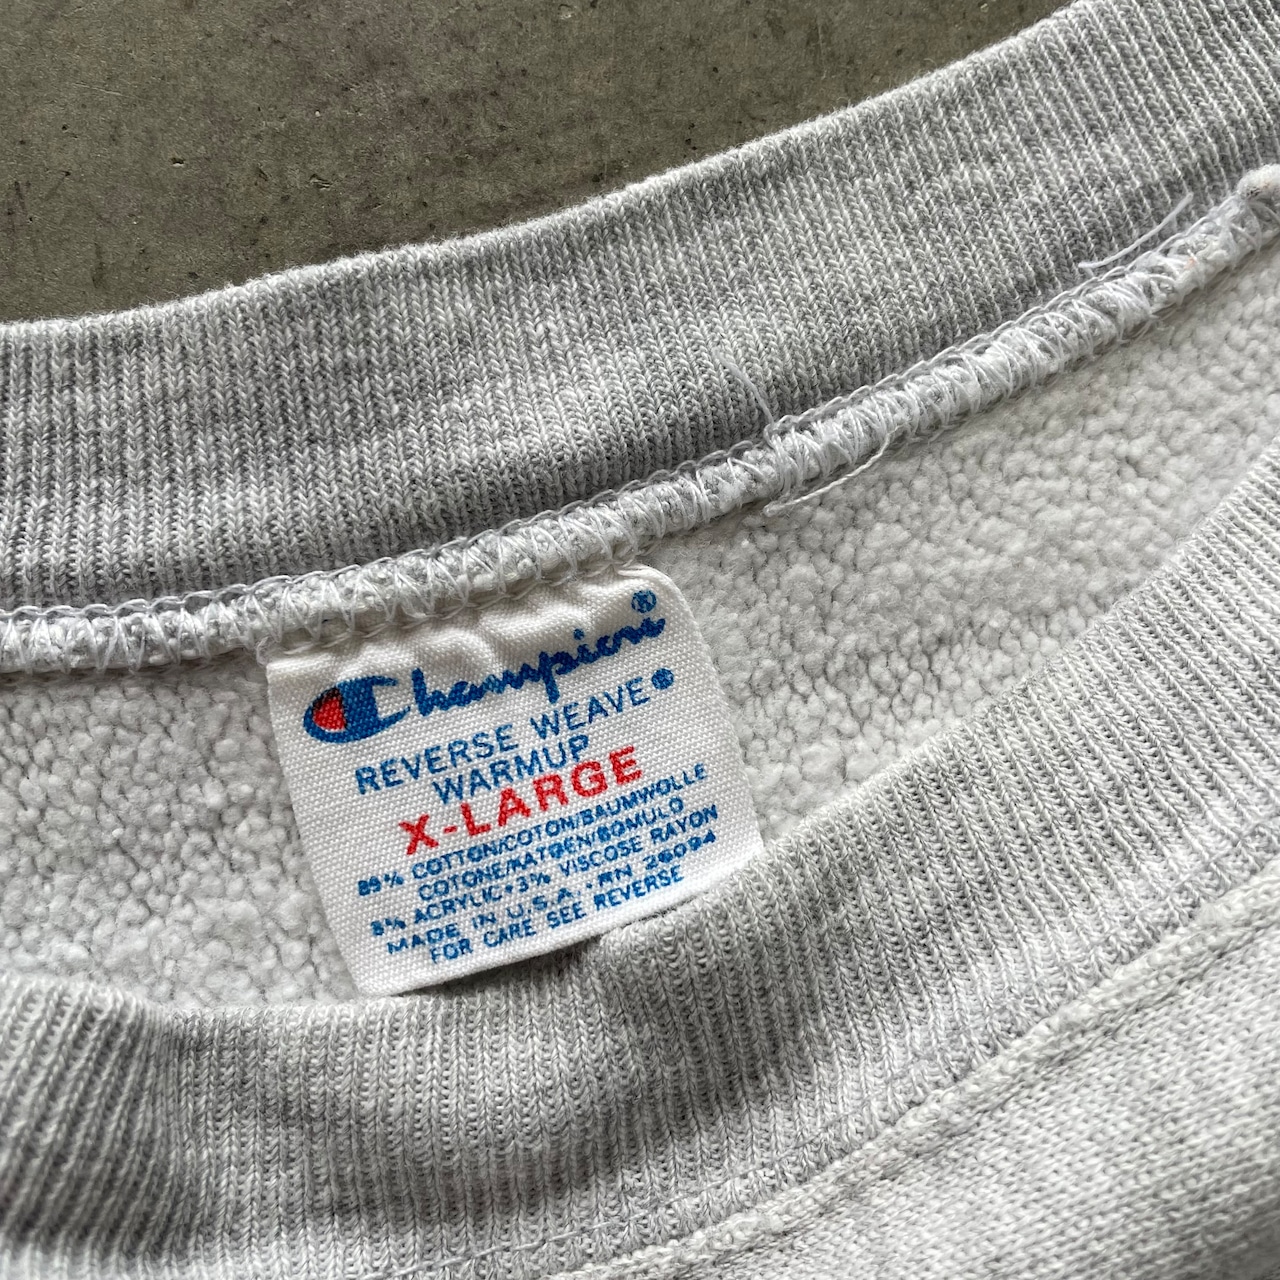 Champion®
REVERSE WEAVE®
WARMUP
X-LARGE
89% COTTON/COTON/BAUMWOLLE
COTONE/KATOEN/BOMULD
8% ACRYLIC•3% VISCOSE RAYON
MADE IN U.S.A.•RN 26094
FOR CARE SEE REVERSE